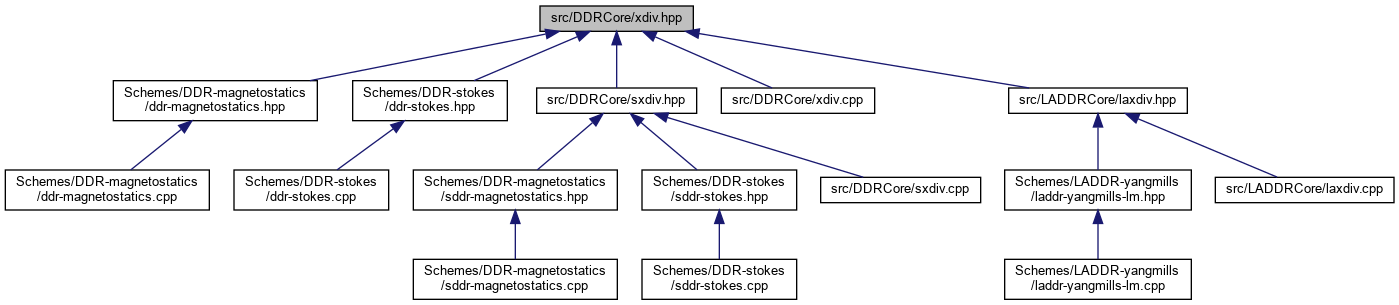 src/DDRCore/xdiv.hpp
Schemes/DDR-magnetostatics
/ddr-magnetostatics.hpp
Schemes/DDR-stokes
/ddr-stokes.hpp
src/DDRCore/sxdiv.hpp
src/DDRCore/xdiv.cpp
src/LADDRCore/laxdiv.hpp
Schemes/DDR-magnetostatics
/ddr-magnetostatics.cpp
Schemes/DDR-stokes
/ddr-stokes.cpp
Schemes/DDR-magnetostatics
/sddr-magnetostatics.hpp
Schemes/DDR-stokes
/sddr-stokes.hpp
src/DDRCore/sxdiv.cpp
Schemes/LADDR-yangmills
/laddr-yangmills-lm.hpp
src/LADDRCore/laxdiv.cpp
Schemes/DDR-magnetostatics
/sddr-magnetostatics.cpp
Schemes/DDR-stokes
/sddr-stokes.cpp
Schemes/LADDR-yangmills
/laddr-yangmills-lm.cpp